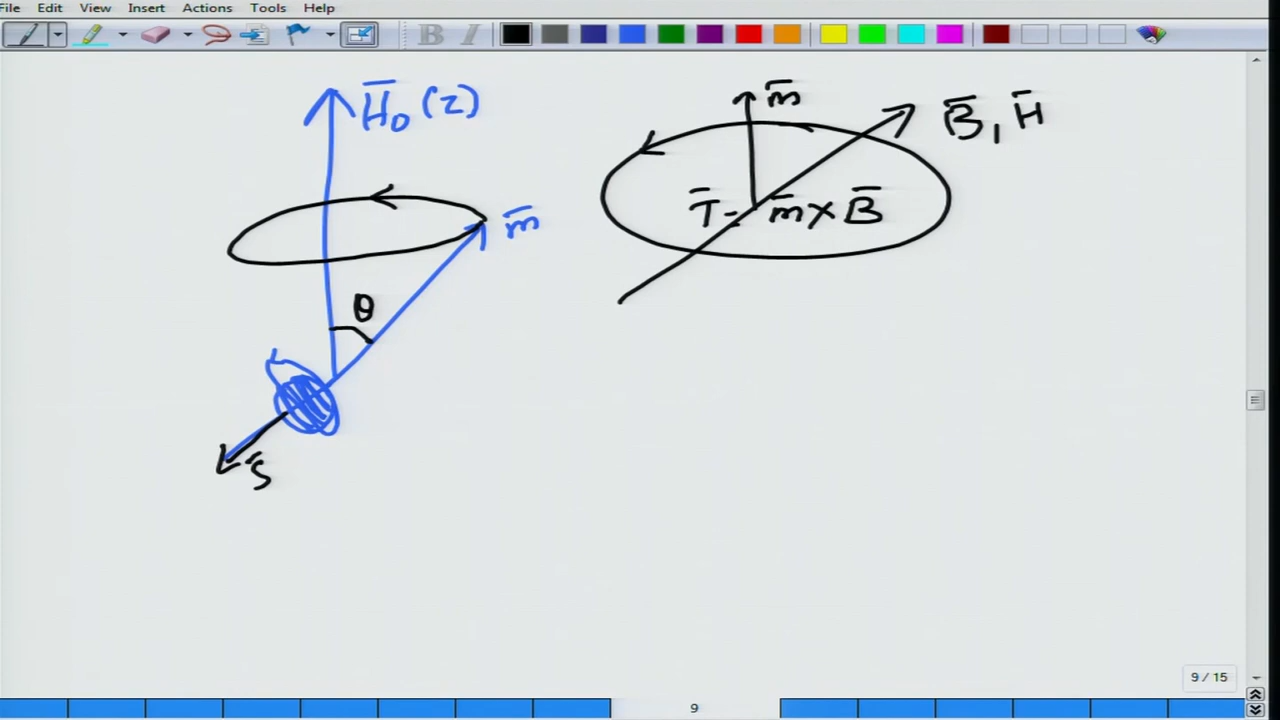 File Edit View Insert Actions Tools Help
B I
H̄₀ (z)
m̄
θ
S̄
m̄
B̄, H̄
T̄ - m̄ × B̄
9 / 15
9